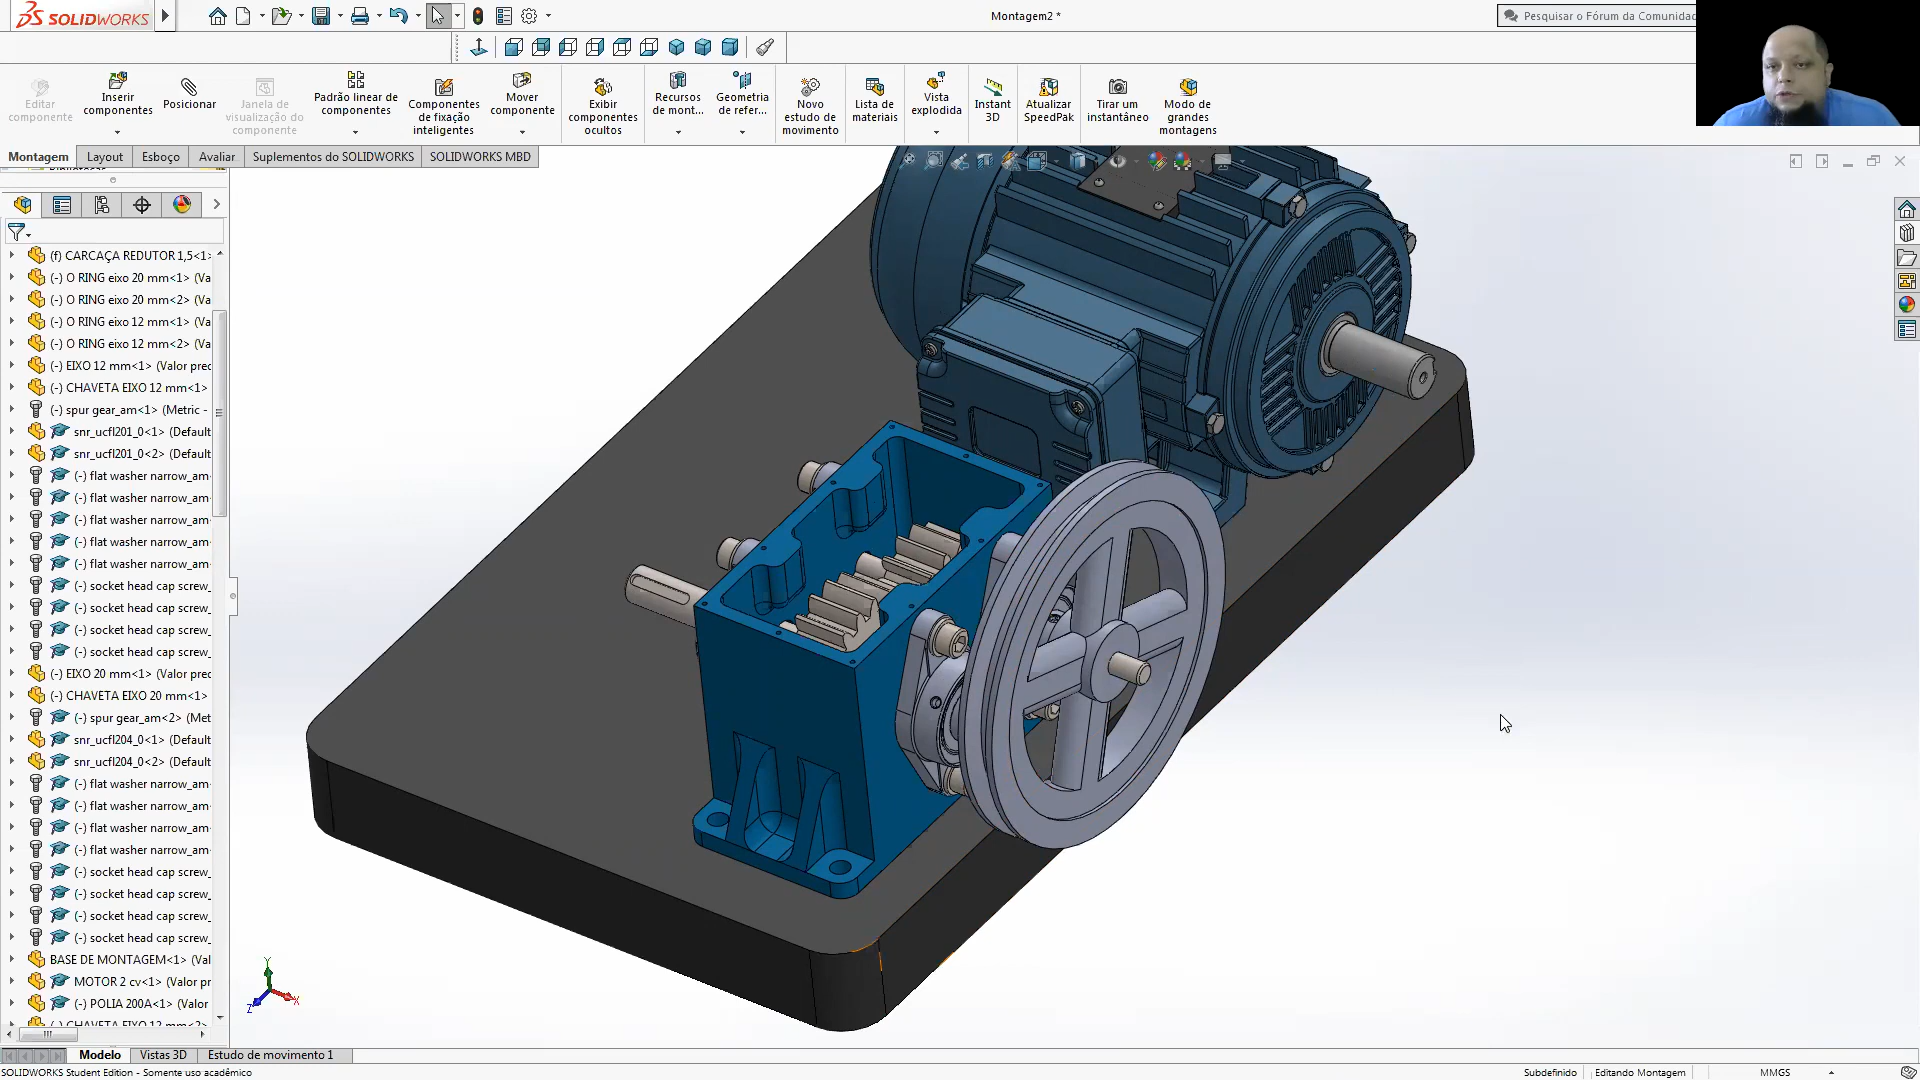 SOLIDWORKS
Montagem2 *
Pesquisar o Fórum da Comunidad
Editar componente
Inserir componentes
Posicionar
Janela de visualização do componente
Padrão linear de componentes
Componentes de fixação inteligentes
Mover componente
Exibir componentes ocultos
Recursos de mont...
Geometria de refer...
Novo estudo de movimento
Lista de materiais
Vista explodida
Instant 3D
Atualizar SpeedPak
Tirar um instantâneo
Modo de grandes montagens
Montagem
Layout
Esboço
Avaliar
Suplementos do SOLIDWORKS
SOLIDWORKS MBD
(f) CARCAÇA REDUTOR 1,5<1>
(-) O RING eixo 20 mm<1> (Va
(-) O RING eixo 20 mm<2> (Va
(-) O RING eixo 12 mm<1> (Va
(-) O RING eixo 12 mm<2> (Va
(-) EIXO 12 mm<1> (Valor prec
(-) CHAVETA EIXO 12 mm<1>
(-) spur gear_am<1> (Metric -
snr_ucfl201_0<1> (Default
snr_ucfl201_0<2> (Default
(-) flat washer narrow_am
(-) flat washer narrow_am
(-) flat washer narrow_am
(-) flat washer narrow_am
(-) flat washer narrow_am
(-) socket head cap screw_
(-) socket head cap screw_
(-) socket head cap screw_
(-) socket head cap screw_
(-) EIXO 20 mm<1> (Valor prec
(-) CHAVETA EIXO 20 mm<1>
(-) spur gear_am<2> (Met
snr_ucfl204_0<1> (Default
snr_ucfl204_0<2> (Default
(-) flat washer narrow_am
(-) flat washer narrow_am
(-) flat washer narrow_am
(-) flat washer narrow_am
(-) socket head cap screw_
(-) socket head cap screw_
(-) socket head cap screw_
(-) socket head cap screw_
BASE DE MONTAGEM<1> (Val
MOTOR 2 cv<1> (Valor pr
(-) POLIA 200A<1> (Valor
(-) CHAVETA EIXO 12 mm<2>
Y
Z
X
Modelo
Vistas 3D
Estudo de movimento 1
SOLIDWORKS Student Edition - Somente uso acadêmico
Subdefinido
Editando Montagem
MMGS